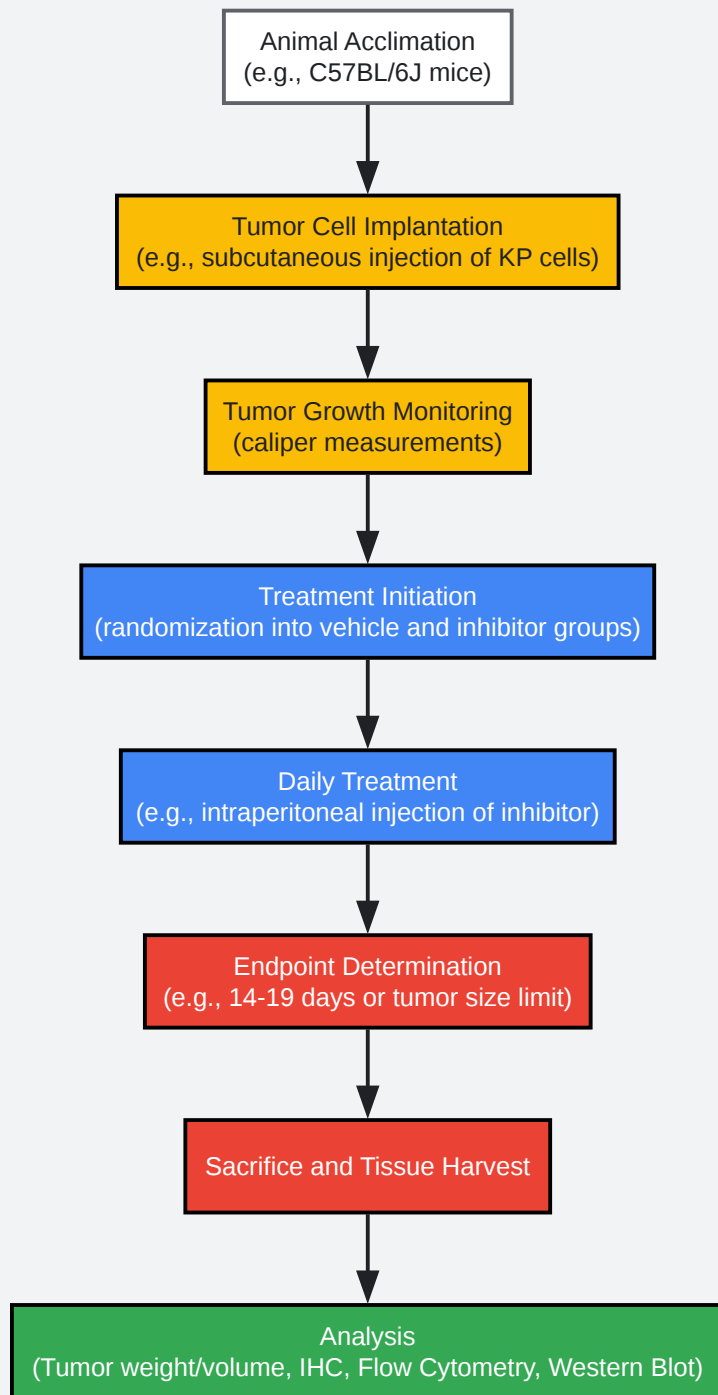 Animal Acclimation
(e.g., C57BL/6J mice)
Tumor Cell Implantation
(e.g., subcutaneous injection of KP cells)
Tumor Growth Monitoring
(caliper measurements)
Treatment Initiation
(randomization into vehicle and inhibitor groups)
Daily Treatment
(e.g., intraperitoneal injection of inhibitor)
Endpoint Determination
(e.g., 14-19 days or tumor size limit)
Sacrifice and Tissue Harvest
Analysis
(Tumor weight/volume, IHC, Flow Cytometry, Western Blot)